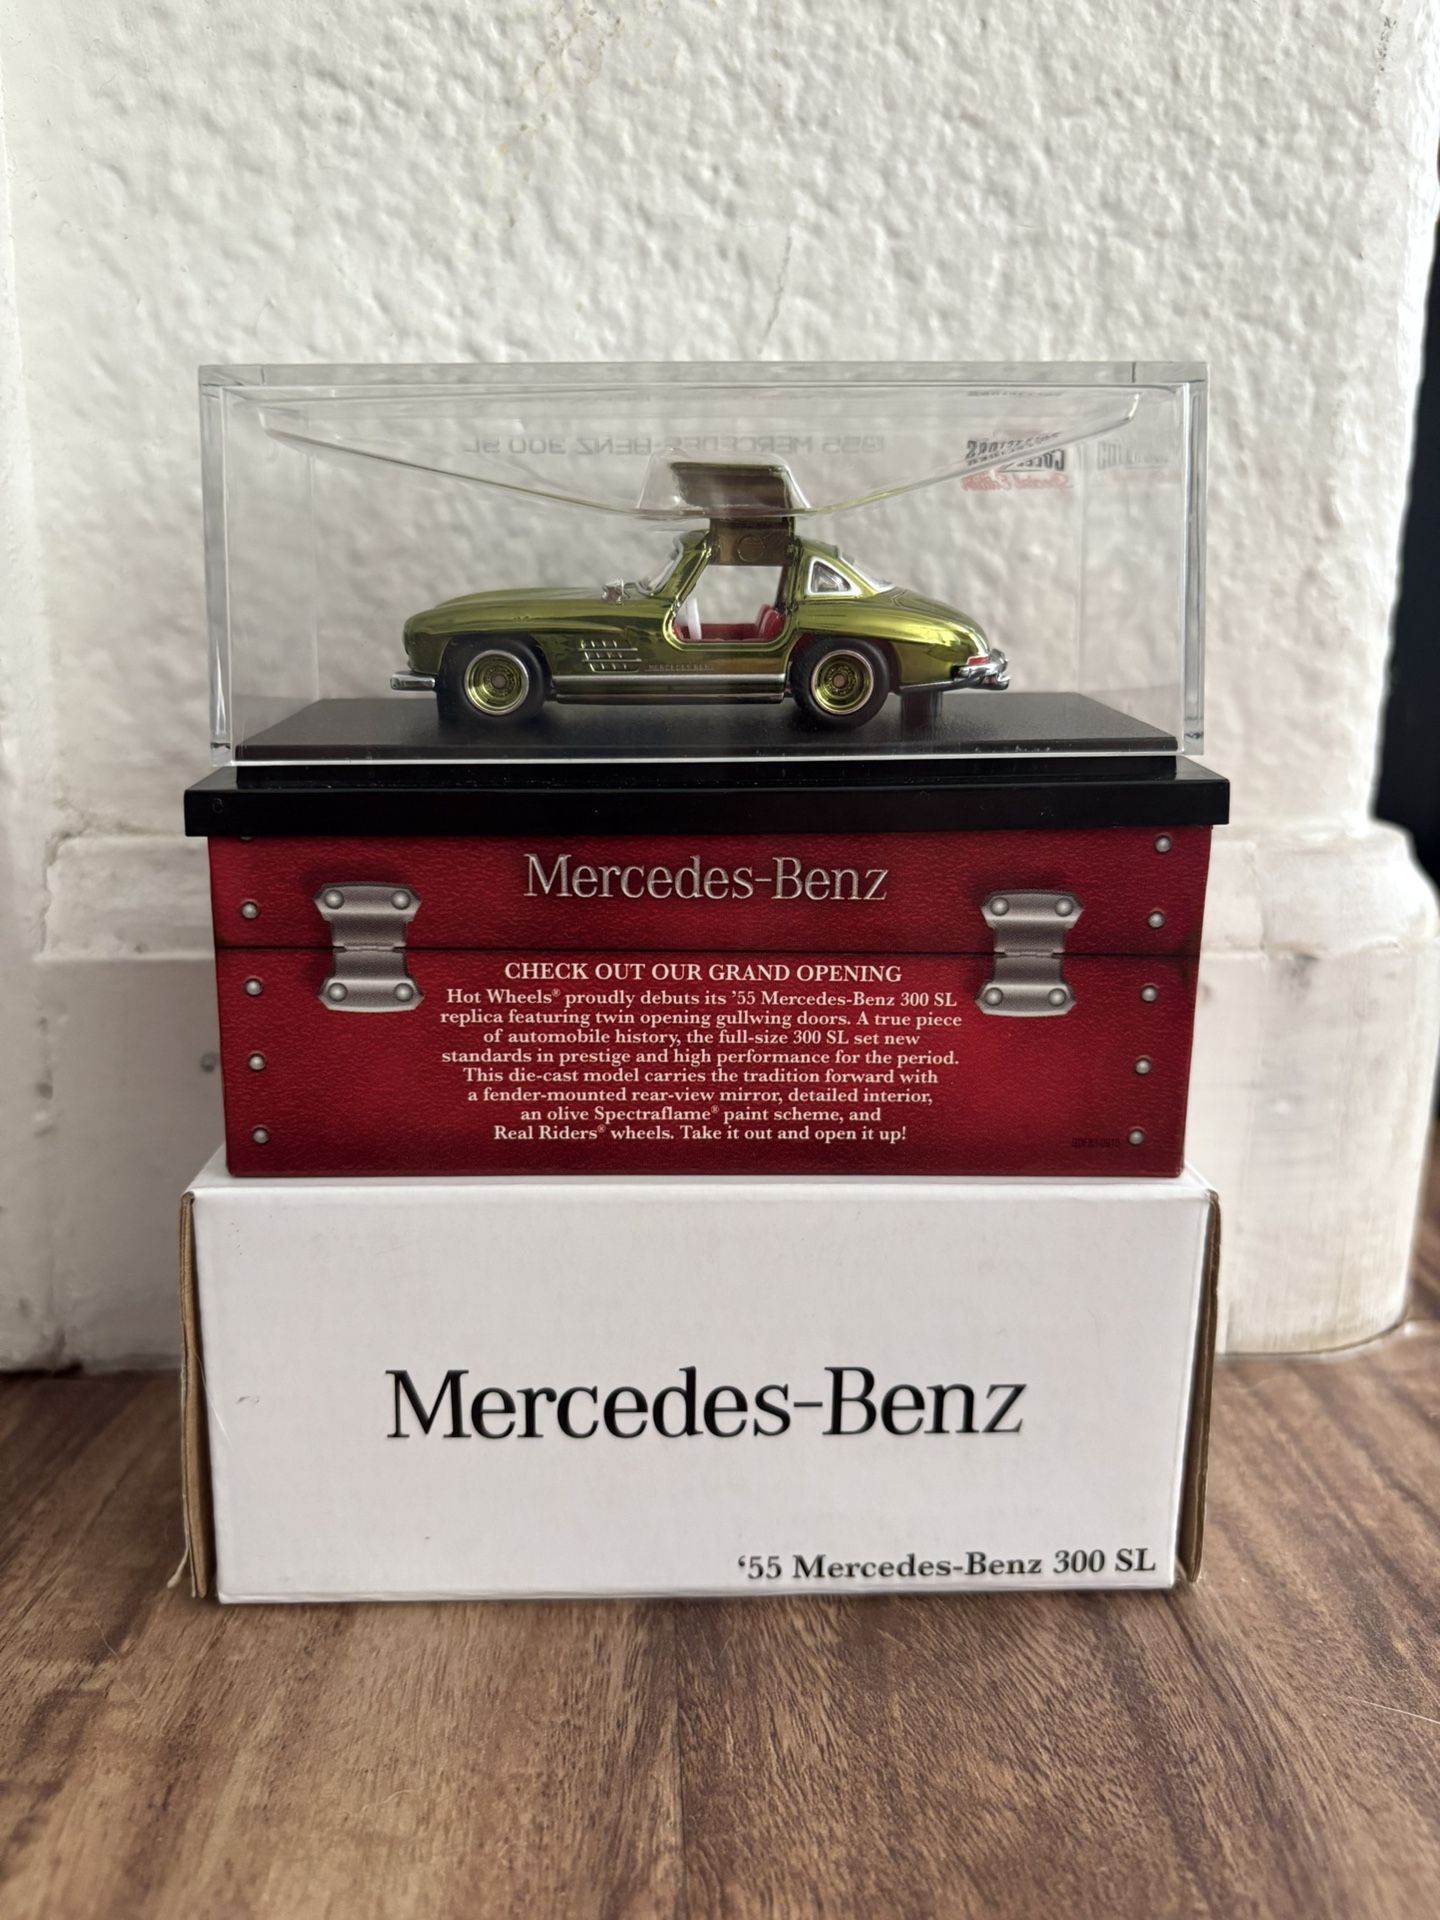 1955 MERCEDES-BENZ 300 SL
Special Edition
MERCEDES BENZ
Mercedes-Benz
CHECK OUT OUR GRAND OPENING
Hot Wheels® proudly debuts its ’55 Mercedes-Benz 300 SL
replica featuring twin opening gullwing doors. A true piece
of automobile history, the full-size 300 SL set new
standards in prestige and high performance for the period.
This die-cast model carries the tradition forward with
a fender-mounted rear-view mirror, detailed interior,
an olive Spectraflame® paint scheme, and
Real Riders® wheels. Take it out and open it up!
Mercedes-Benz
‘55 Mercedes-Benz 300 SL